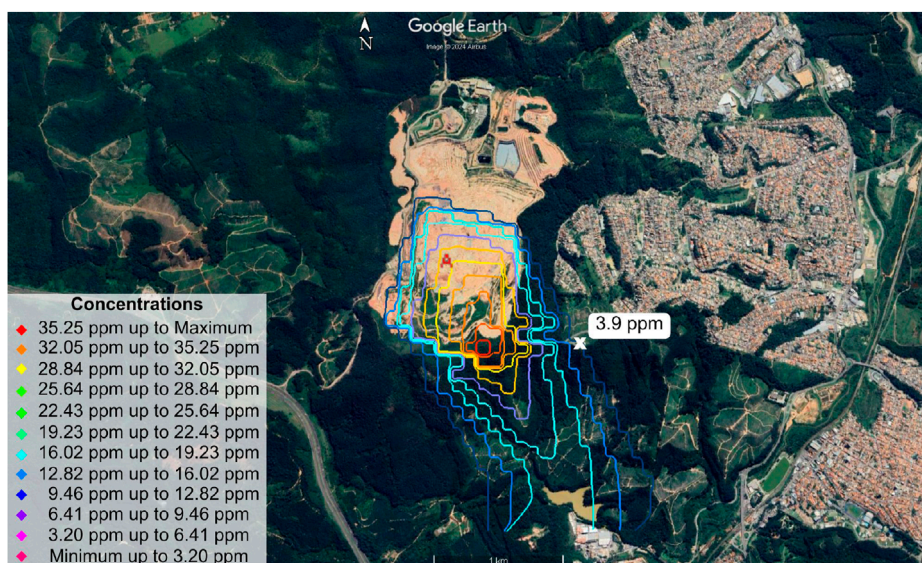 Google Earth
Image © 2024 Airbus
N
A
3.9 ppm
Concentrations
35.25 ppm up to Maximum
32.05 ppm up to 35.25 ppm
28.84 ppm up to 32.05 ppm
25.64 ppm up to 28.84 ppm
22.43 ppm up to 25.64 ppm
19.23 ppm up to 22.43 ppm
16.02 ppm up to 19.23 ppm
12.82 ppm up to 16.02 ppm
9.46 ppm up to 12.82 ppm
6.41 ppm up to 9.46 ppm
3.20 ppm up to 6.41 ppm
Minimum up to 3.20 ppm
1 km